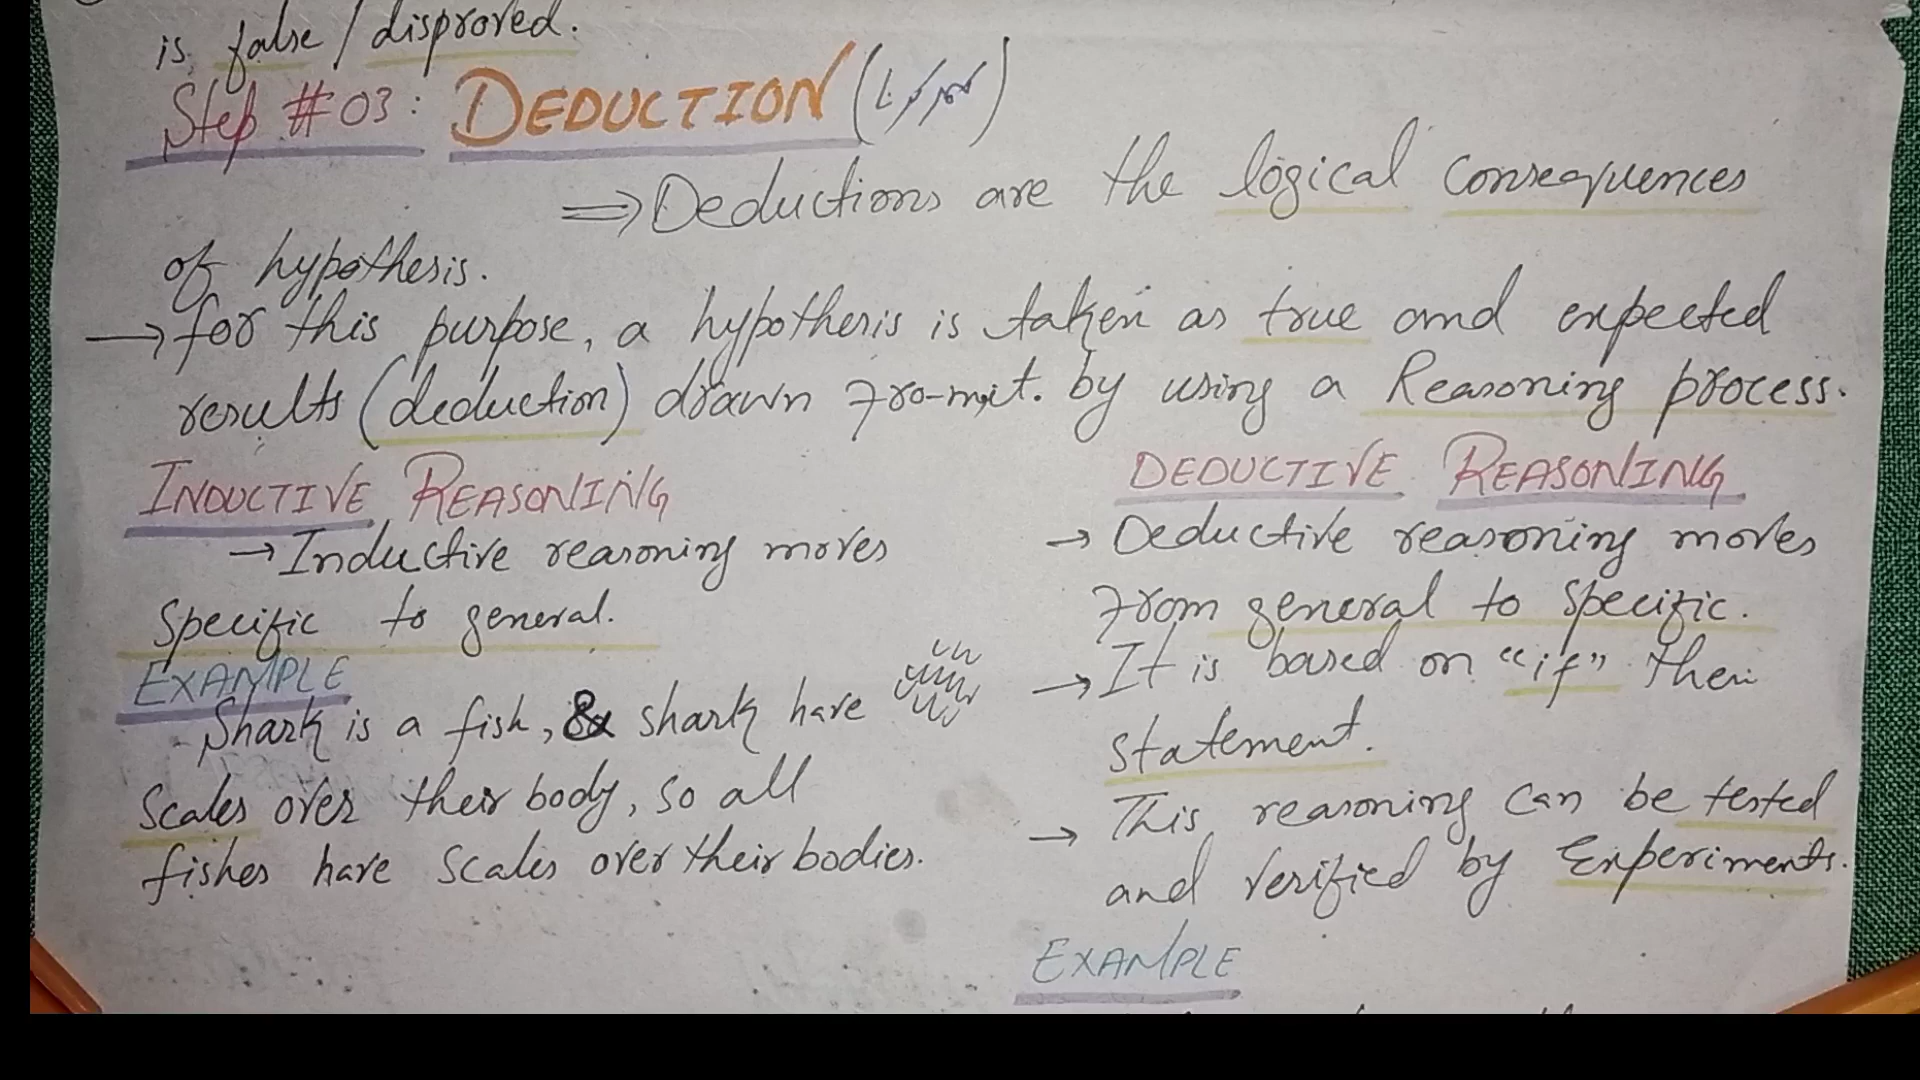 is false / disproved.
Step #03: DEDUCTION
⇒ Deductions are the logical consequences
of hypothesis.
→ for this purpose, a hypothesis is taken as true and expected
results (deduction) drawn from it. by using a Reasoning process.
INDUCTIVE REASONING
→ Inductive reasoning moves
Specific to general.
EXAMPLE
Shark is a fish, & shark have
Scales over their body, so all
fishes have Scales over their bodies.
DEDUCTIVE REASONING
→ Deductive reasoning moves
From general to Specific.
→ It is based on "if" then
statement.
→ This reasoning can be tested
and verified by Experiments.
EXAMPLE